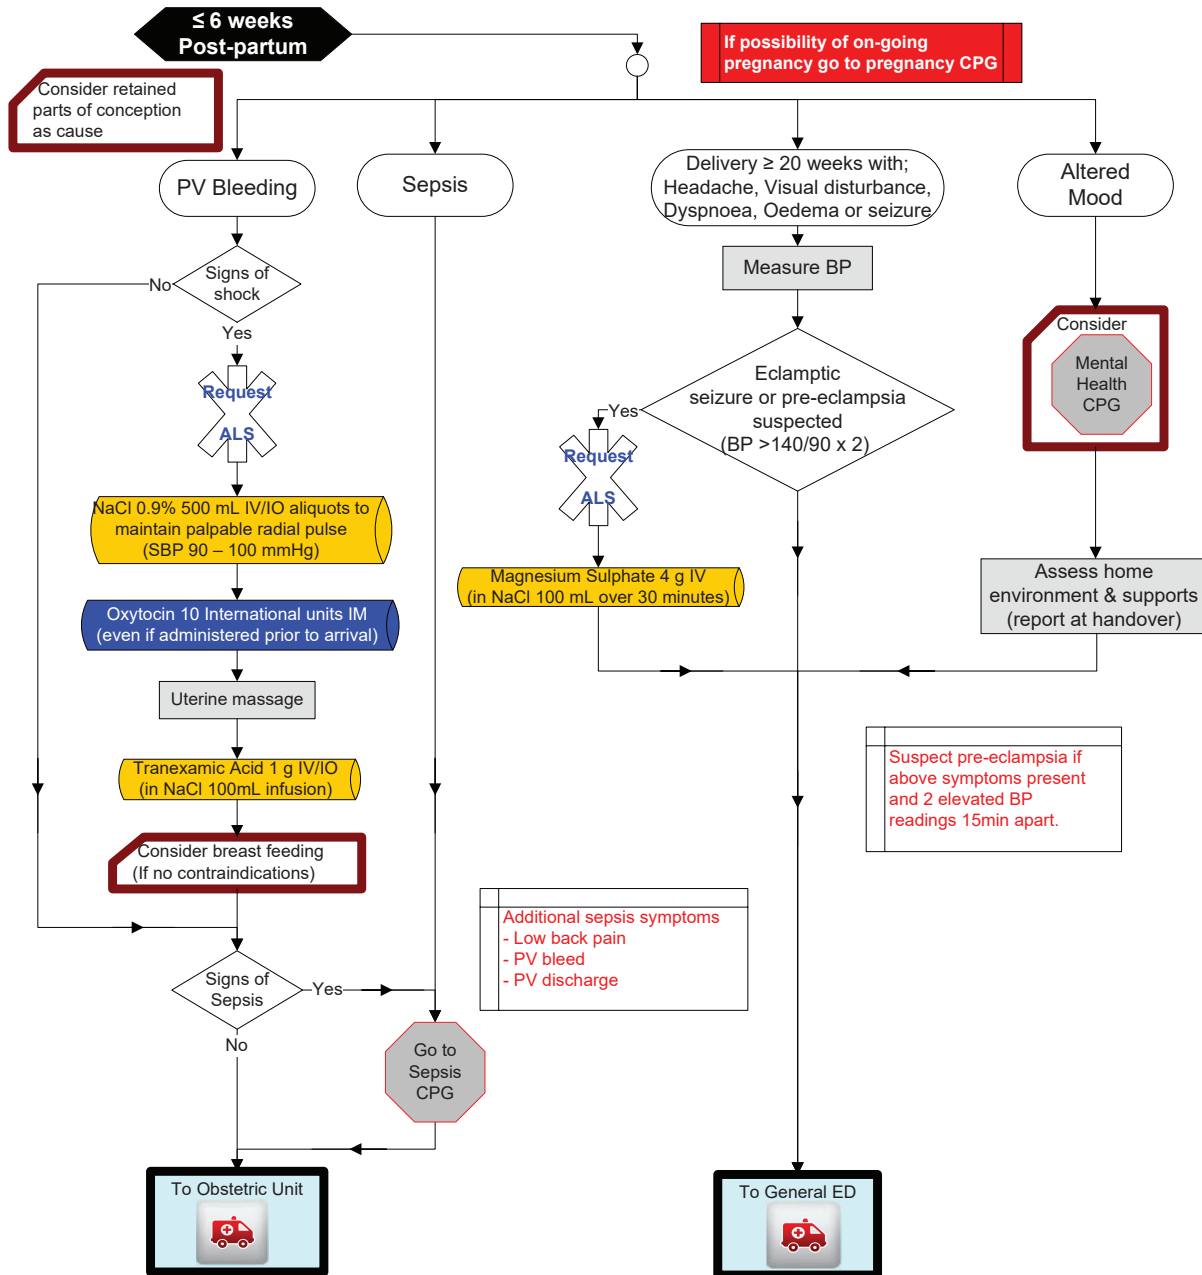 ≤ 6 weeks
Post-partum
If possibility of on-going
pregnancy go to pregnancy CPG
Consider retained
parts of conception
as cause
PV Bleeding
Sepsis
Delivery ≥ 20 weeks with;
Headache, Visual disturbance,
Dyspnoea, Oedema or seizure
Altered
Mood
Signs of
shock
No
Yes
Request
ALS
NaCl 0.9% 500 mL IV/IO aliquots to
maintain palpable radial pulse
(SBP 90 – 100 mmHg)
Oxytocin 10 International units IM
(even if administered prior to arrival)
Uterine massage
Tranexamic Acid 1 g IV/IO
(in NaCl 100mL infusion)
Consider breast feeding
(If no contraindications)
Signs of
Sepsis
Yes
No
Go to
Sepsis
CPG
Additional sepsis symptoms
- Low back pain
- PV bleed
- PV discharge
To Obstetric Unit
Measure BP
Eclamptic
seizure or pre-eclampsia
suspected
(BP >140/90 x 2)
Yes
Request
ALS
Magnesium Sulphate 4 g IV
(in NaCl 100 mL over 30 minutes)
Consider
Mental
Health
CPG
Assess home
environment & supports
(report at handover)
Suspect pre-eclampsia if
above symptoms present
and 2 elevated BP
readings 15min apart.
To General ED